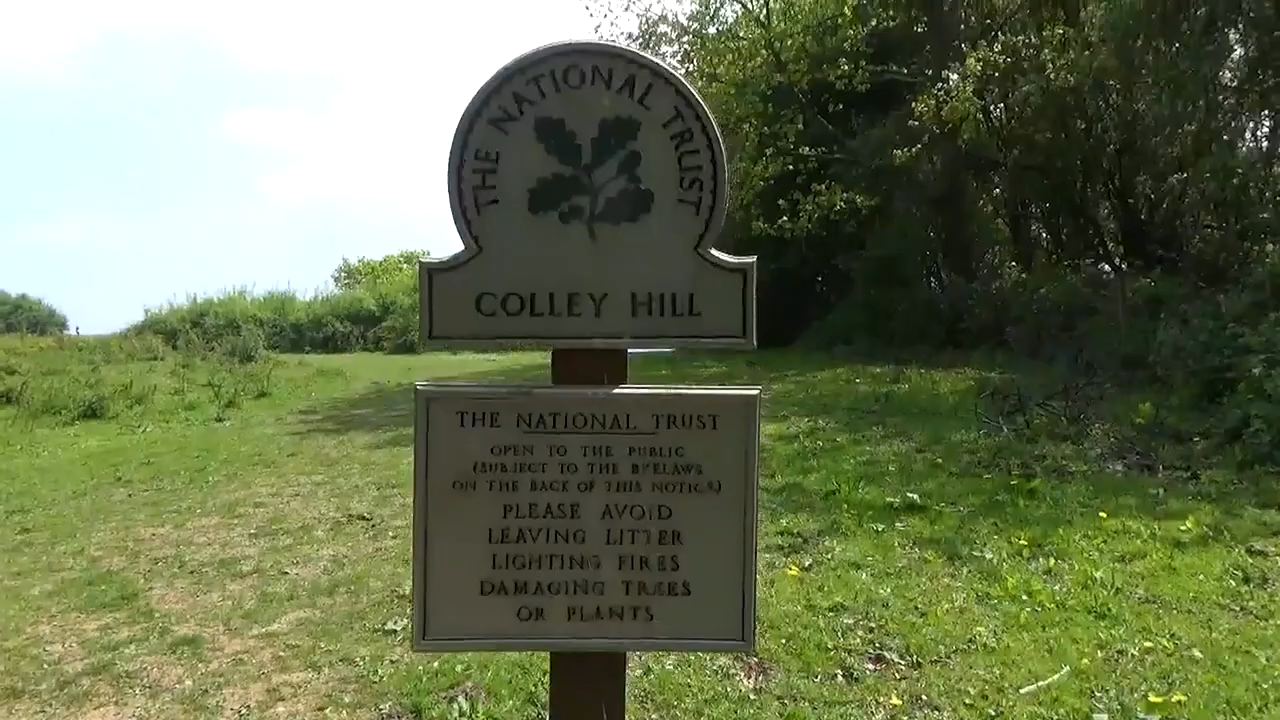 THE NATIONAL TRUST
COLLEY HILL
THE NATIONAL TRUST
OPEN TO THE PUBLIC
(SUBJECT TO THE BYELAWS
ON THE BACK OF THIS NOTICE)
PLEASE AVOID
LEAVING LITTER
LIGHTING FIRES
DAMAGING TREES
OR PLANTS